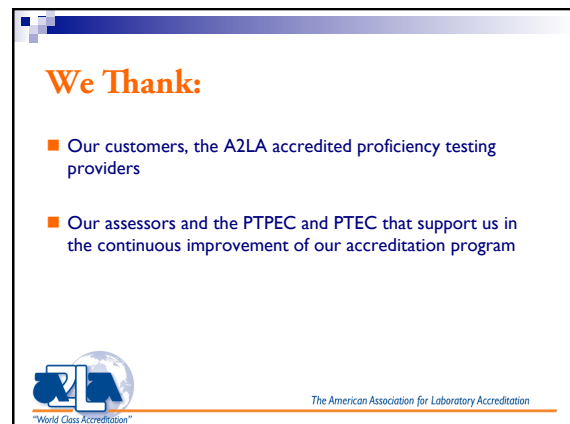 We Thank:
Our customers, the A2LA accredited proficiency testing
providers
Our assessors and the PTPEC and PTEC that support us in
the continuous improvement of our accreditation program
A2LA
The American Association for Laboratory Accreditation
"World Class Accreditation"